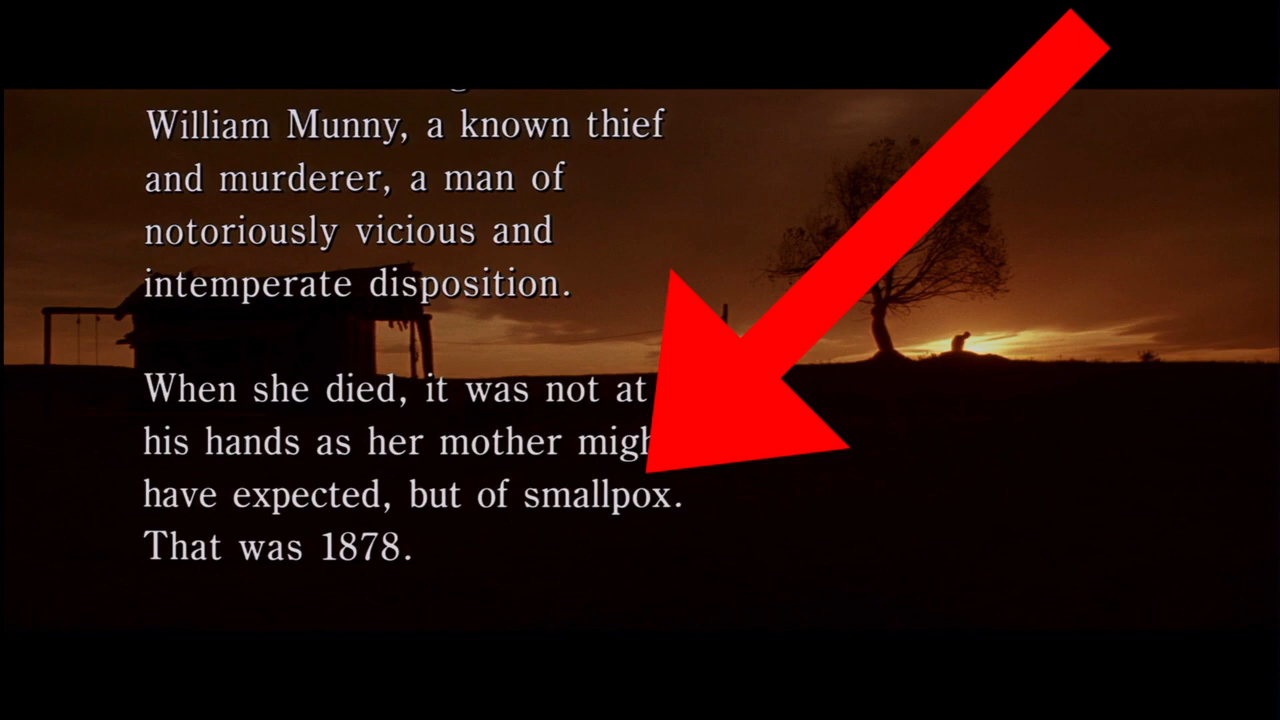 William Munny, a known thief
and murderer, a man of
notoriously vicious and
intemperate disposition.
When she died, it was not at
his hands as her mother
have expected, but of smallpox.
That was 1878.